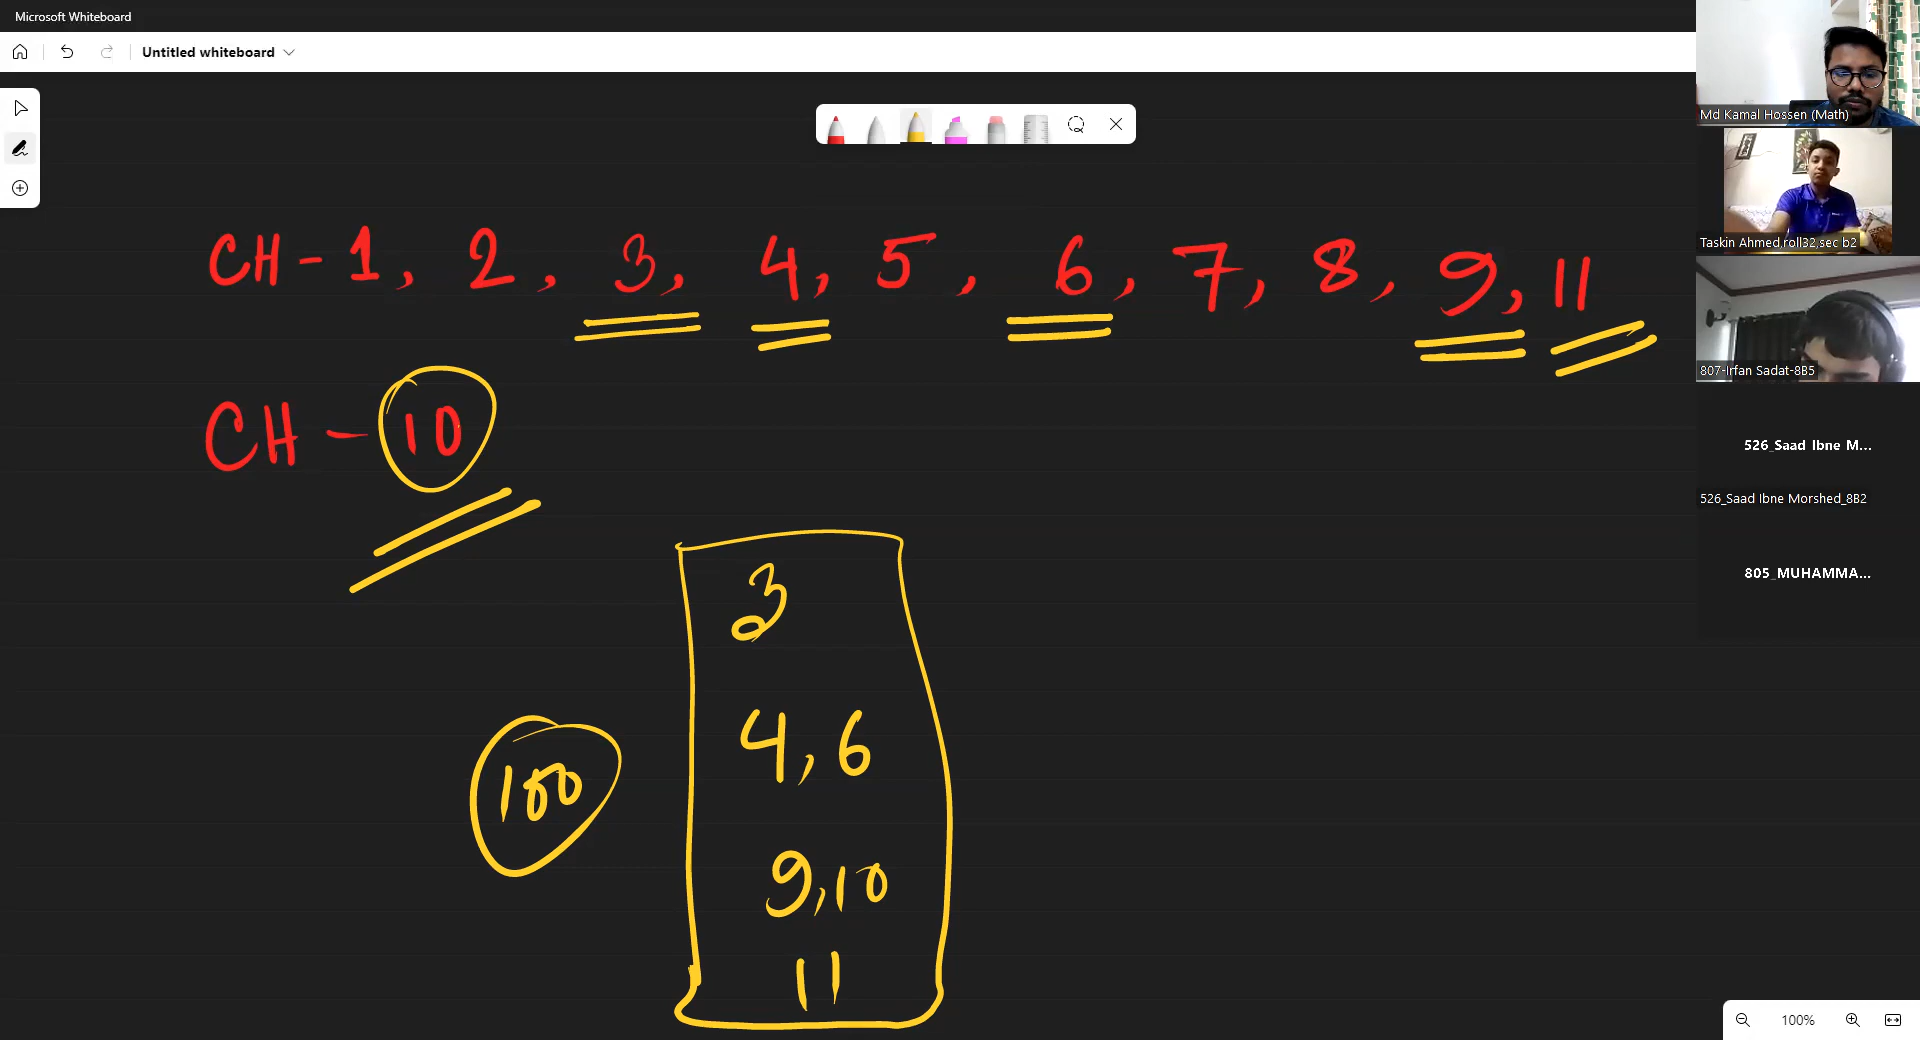 Microsoft Whiteboard
Untitled whiteboard
CH - 1, 2, 3, 4, 5, 6, 7, 8, 9, 11
CH - 10
3
4, 6
100
9, 10
11
Md Kamal Hossen (Math)
Taskin Ahmed,roll32,sec b2
807-Irfan Sadat-8B5
526_Saad Ibne M...
526_Saad Ibne Morshed_8B2
805_MUHAMMA...
100%